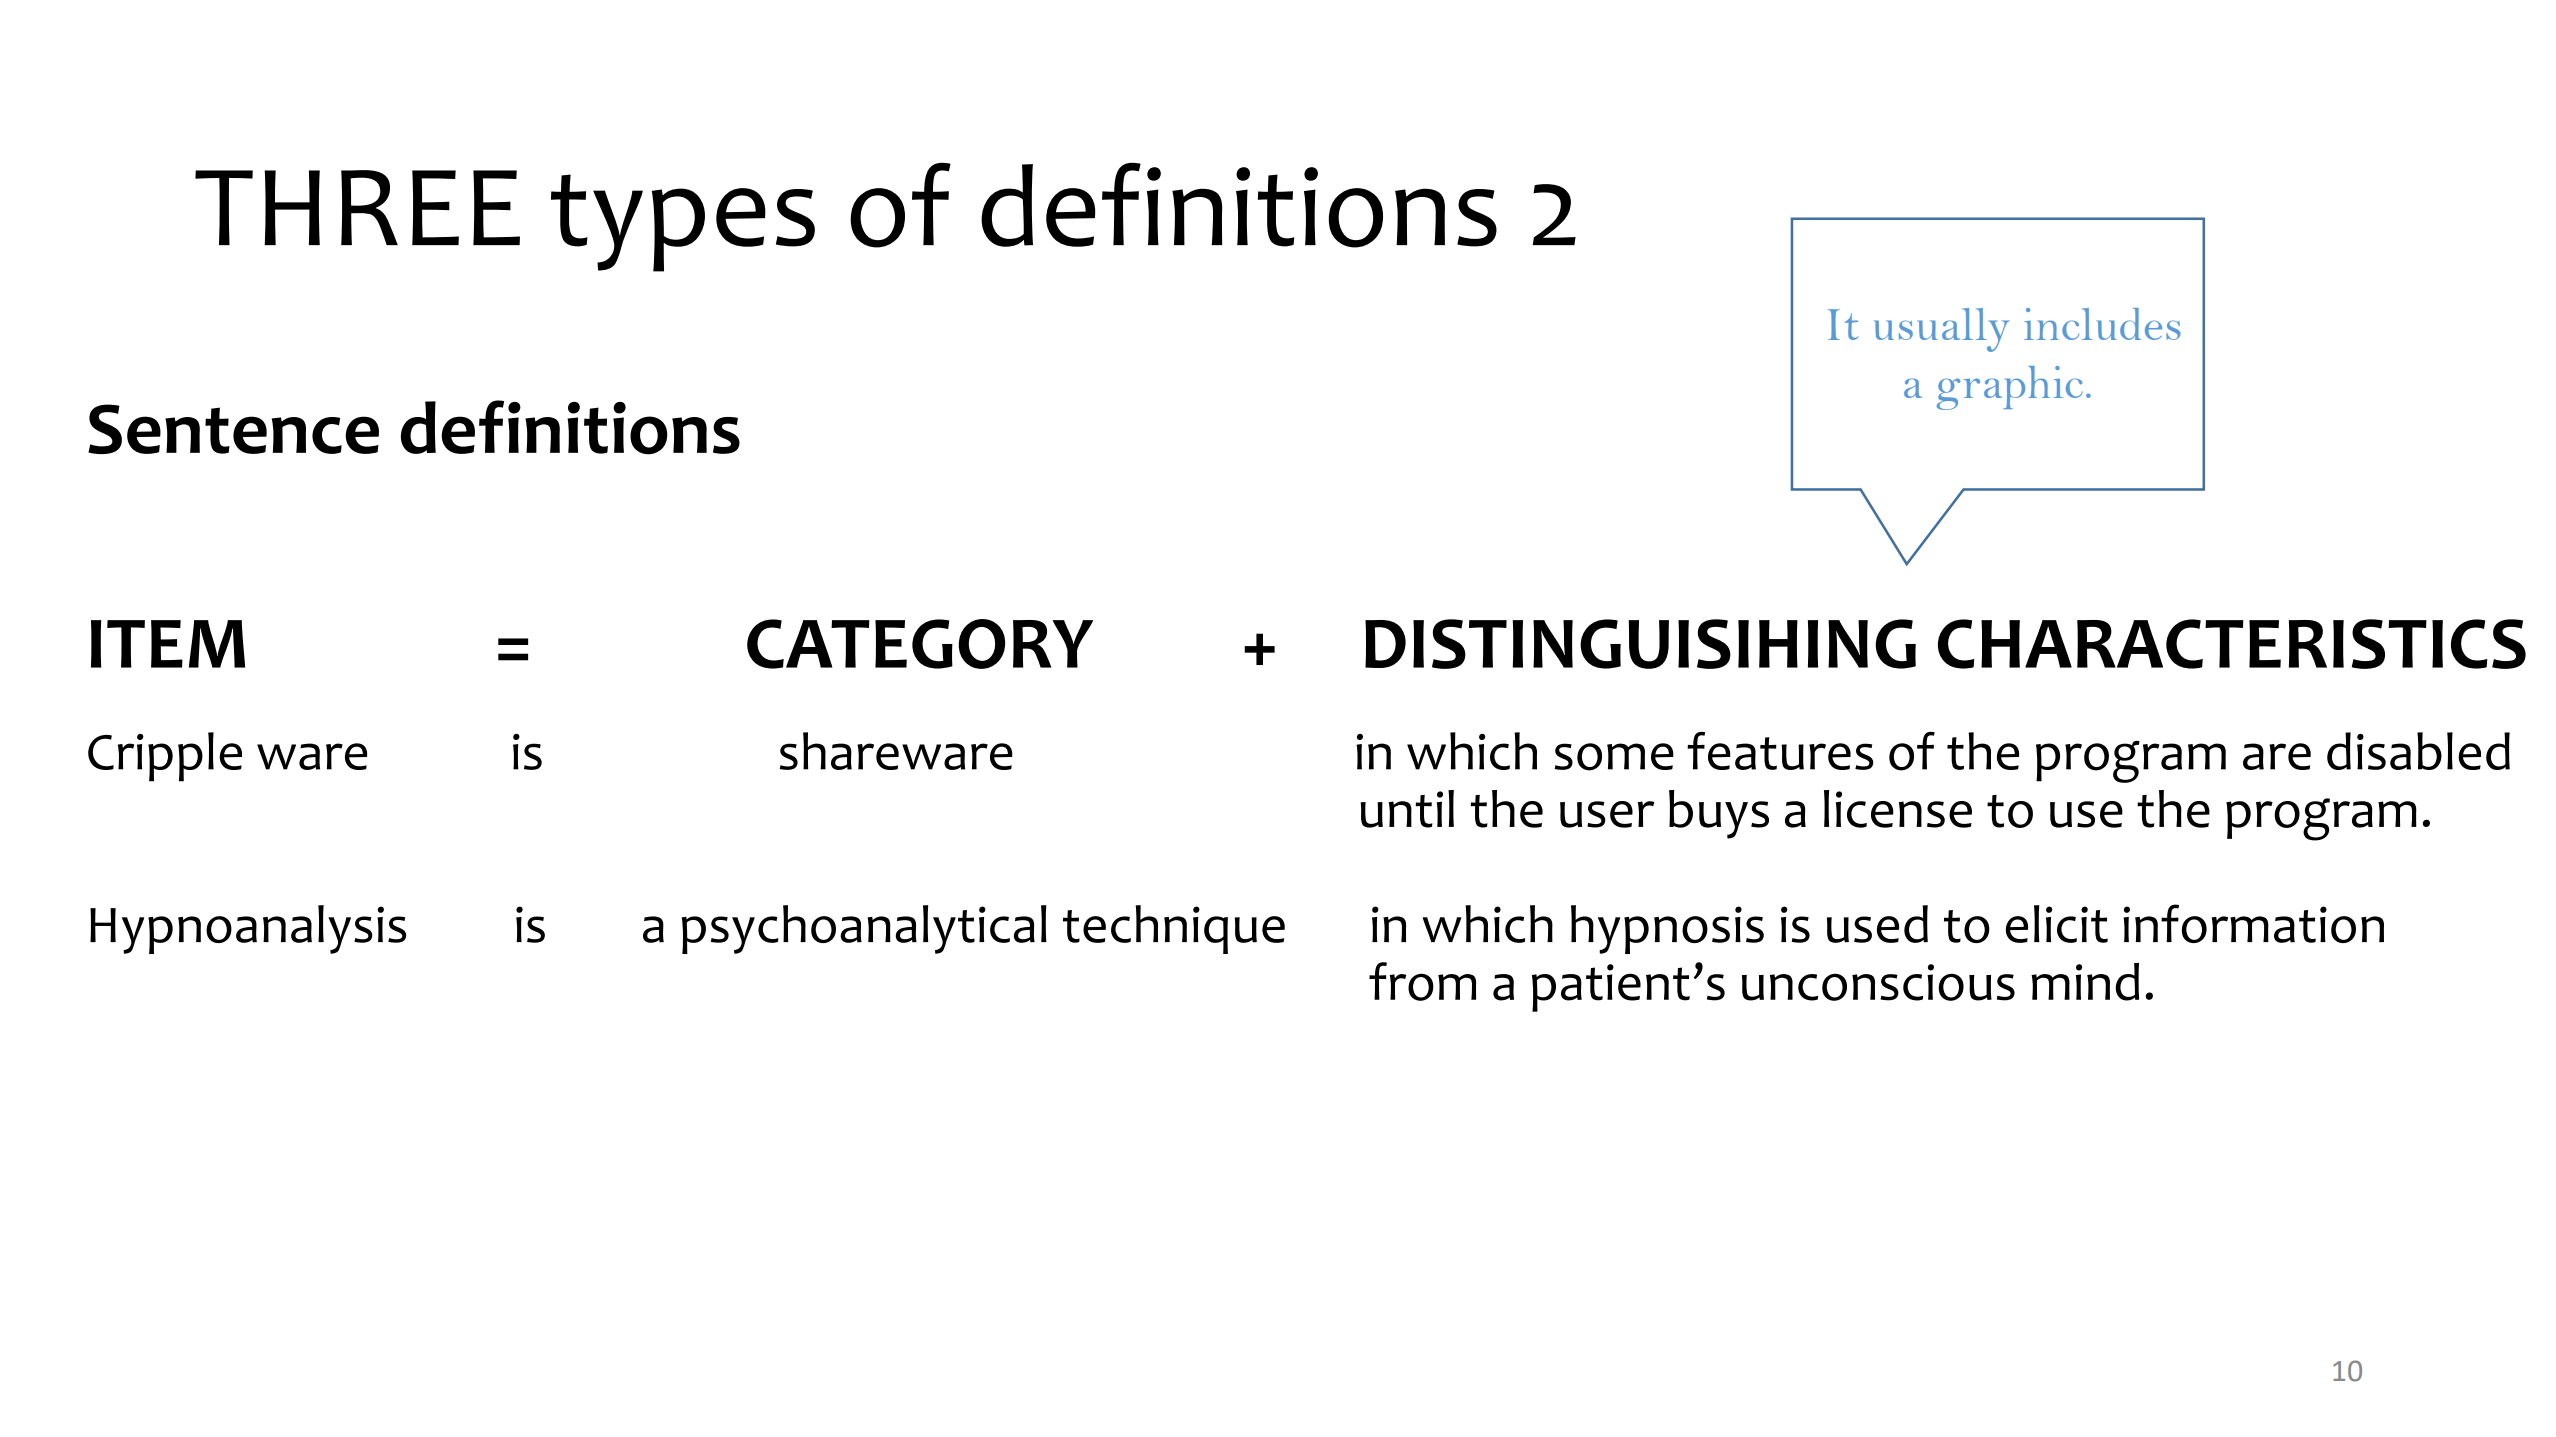 THREE types of definitions 2
It usually includes
a graphic.
Sentence definitions
ITEM = CATEGORY + DISTINGUISIHING CHARACTERISTICS
Cripple ware is shareware in which some features of the program are disabled
until the user buys a license to use the program.
Hypnoanalysis is a psychoanalytical technique in which hypnosis is used to elicit information
from a patient’s unconscious mind.
10